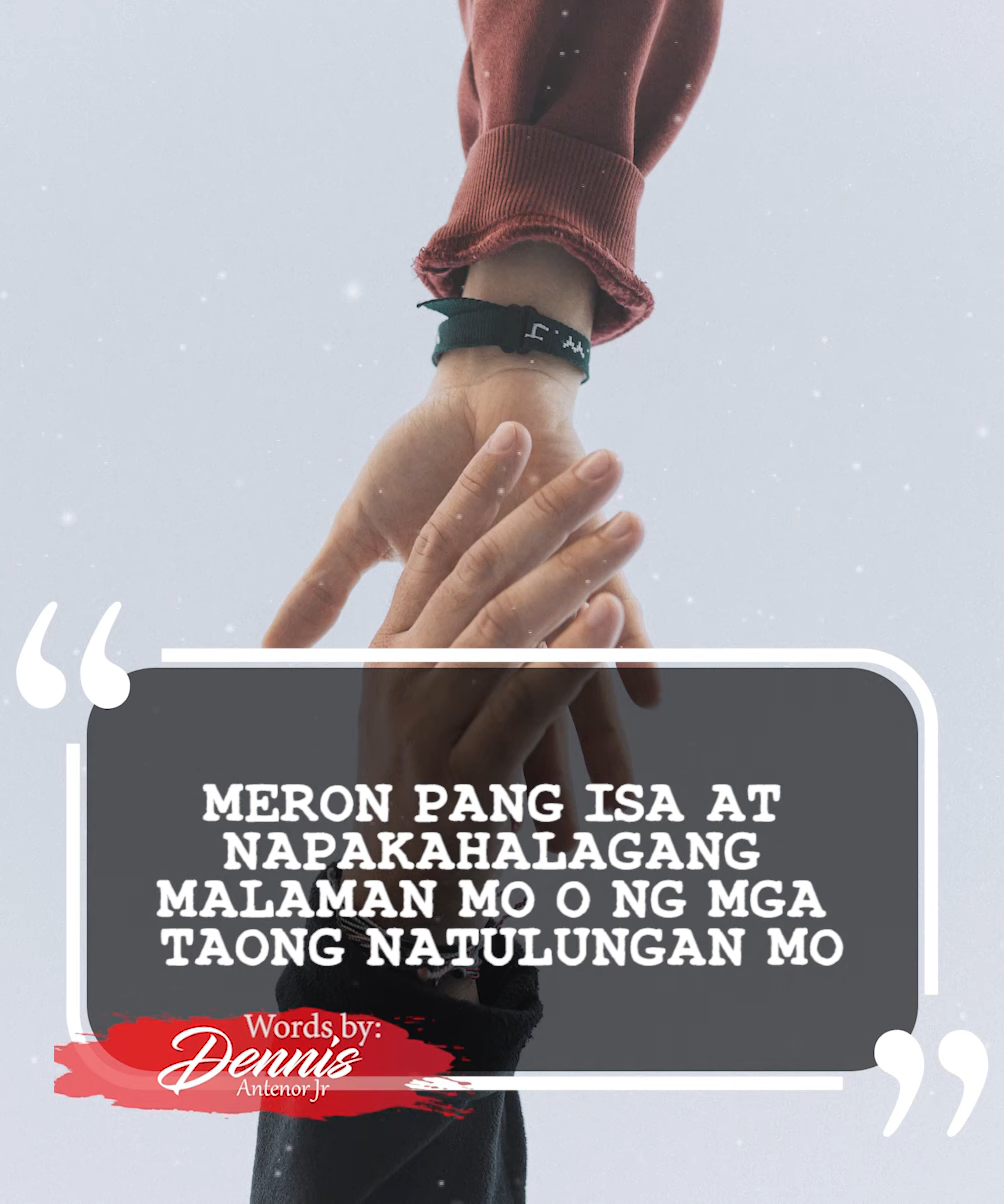 MERON PANG ISA AT
NAPAKAHALAGANG
MALAMAN MO O NG MGA
TAONG NATULUNGAN MO
Words by:
Dennis
Antenor Jr